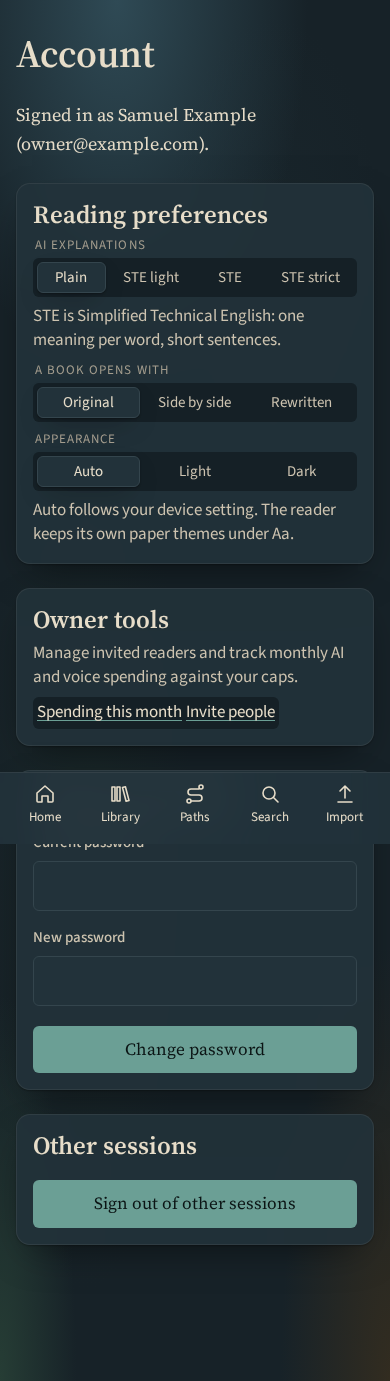 Account
Signed in as Samuel Example
(owner@example.com).
Reading preferences
AI EXPLANATIONS
Plain STE light STE STE strict
STE is Simplified Technical English: one
meaning per word, short sentences.
A BOOK OPENS WITH
Original Side by side Rewritten
APPEARANCE
Auto Light Dark
Auto follows your device setting. The reader
keeps its own paper themes under Aa.
Owner tools
Manage invited readers and track monthly AI
and voice spending against your caps.
Spending this month Invite people
Home Library Paths Search Import
Current password
New password
Change password
Other sessions
Sign out of other sessions